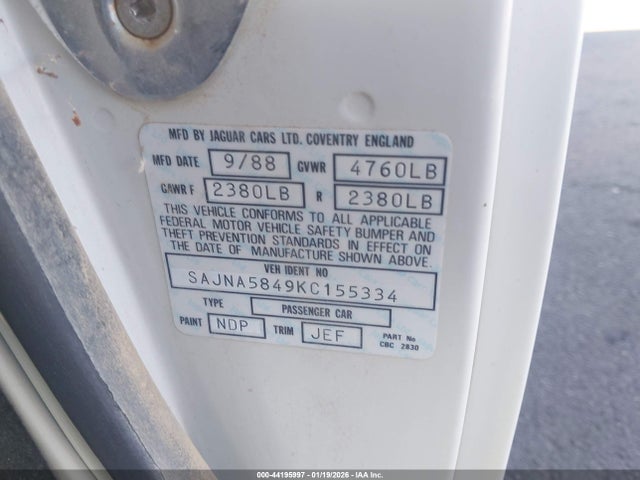 MFD BY JAGUAR CARS LTD. COVENTRY ENGLAND
MFD DATE 9/88 GVWR 4760LB
GAWR F 2380LB R 2380LB
THIS VEHICLE CONFORMS TO ALL APPLICABLE
FEDERAL MOTOR VEHICLE SAFETY BUMPER AND
THEFT PREVENTION STANDARDS IN EFFECT ON
THE DATE OF MANUFACTURE SHOWN ABOVE.
VEH IDENT NO
SAJNA5849KC155334
TYPE PASSENGER CAR
PAINT NDP TRIM JEF PART No
CBC 2830
000-44195997 - 01/19/2026 - IAA Inc.